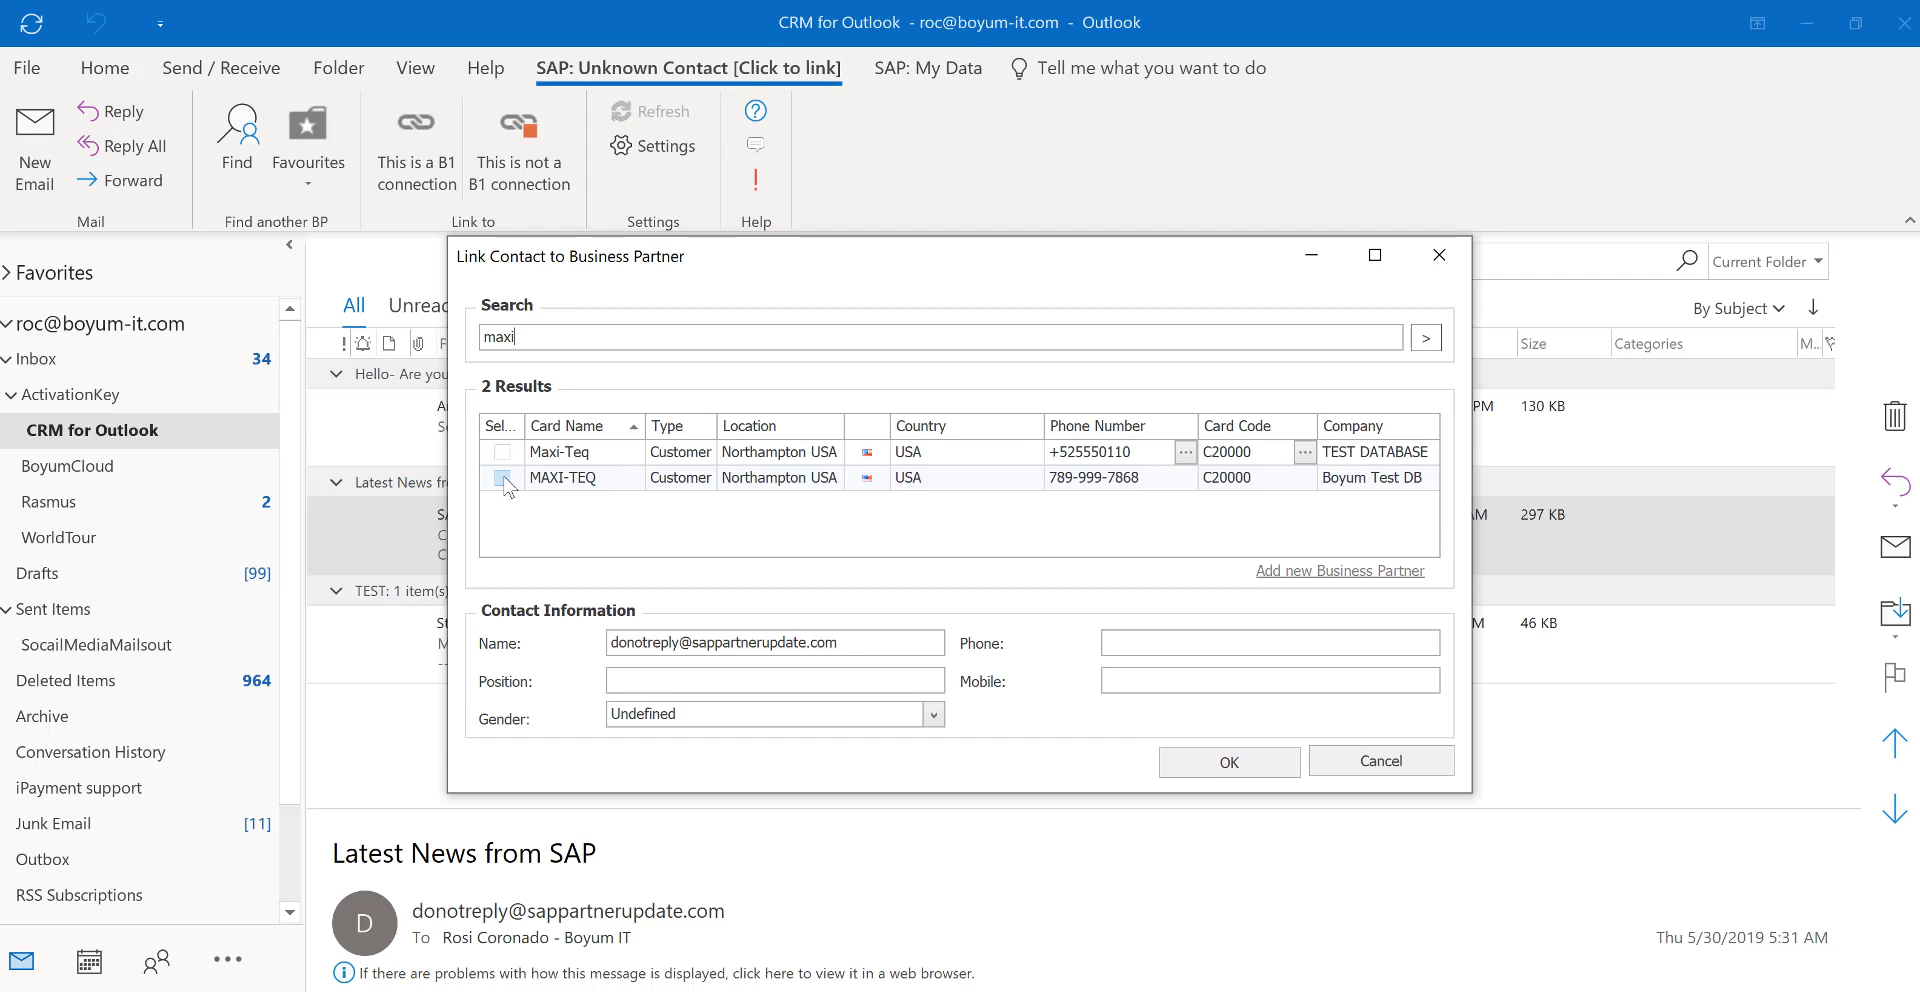 CRM for Outlook - roc@boyum-it.com - Outlook
File Home Send / Receive Folder View Help SAP: Unknown Contact [Click to link] SAP: My Data Tell me what you want to do
New Email
Reply
Reply All
Forward
Mail
Find
Favourites
Find another BP
This is a B1 connection
This is not a B1 connection
Link to
Refresh
Settings
Settings
Help
Favorites
roc@boyum-it.com
Inbox 34
ActivationKey
CRM for Outlook
BoyumCloud
Rasmus 2
WorldTour
Drafts [99]
Sent Items
SocailMediaMailsout
Deleted Items 964
Archive
Conversation History
iPayment support
Junk Email [11]
Outbox
RSS Subscriptions
Current Folder
All Unread
By Subject
Size Categories M...
Hello- Are you
PM 130 KB
Latest News fr
297 KB
TEST: 1 item(s)
46 KB
Link Contact to Business Partner
Search
maxi
>
2 Results
Sel... Card Name Type Location Country Phone Number Card Code Company
Maxi-Teq Customer Northampton USA USA +525550110 ... C20000 ... TEST DATABASE
MAXI-TEQ Customer Northampton USA USA 789-999-7868 C20000 Boyum Test DB
Add new Business Partner
Contact Information
Name: donotreply@sappartnerupdate.com Phone:
Position: Mobile:
Gender: Undefined
OK Cancel
Latest News from SAP
D
donotreply@sappartnerupdate.com
To Rosi Coronado - Boyum IT
Thu 5/30/2019 5:31 AM
If there are problems with how this message is displayed, click here to view it in a web browser.